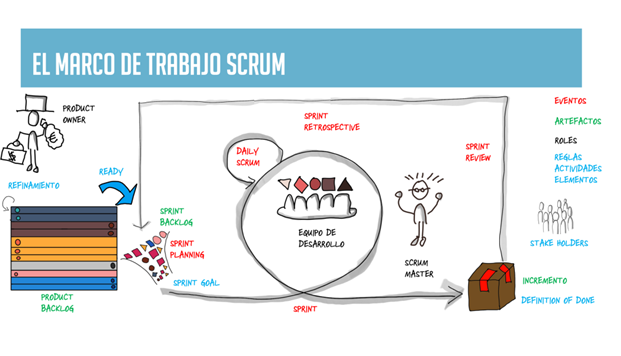 EL MARCO DE TRABAJO SCRUM
PRODUCT
OWNER
REFINAMIENTO
READY
PRODUCT
BACKLOG
SPRINT
BACKLOG
SPRINT
PLANNING
SPRINT GOAL
DAILY
SCRUM
SPRINT
RETROSPECTIVE
EQUIPO DE
DESARROLLO
SCRUM
MASTER
SPRINT
SPRINT
REVIEW
INCREMENTO
DEFINITION OF DONE
EVENTOS
ARTEFACTOS
ROLES
REGLAS
ACTIVIDADES
ELEMENTOS
STAKE HOLDERS